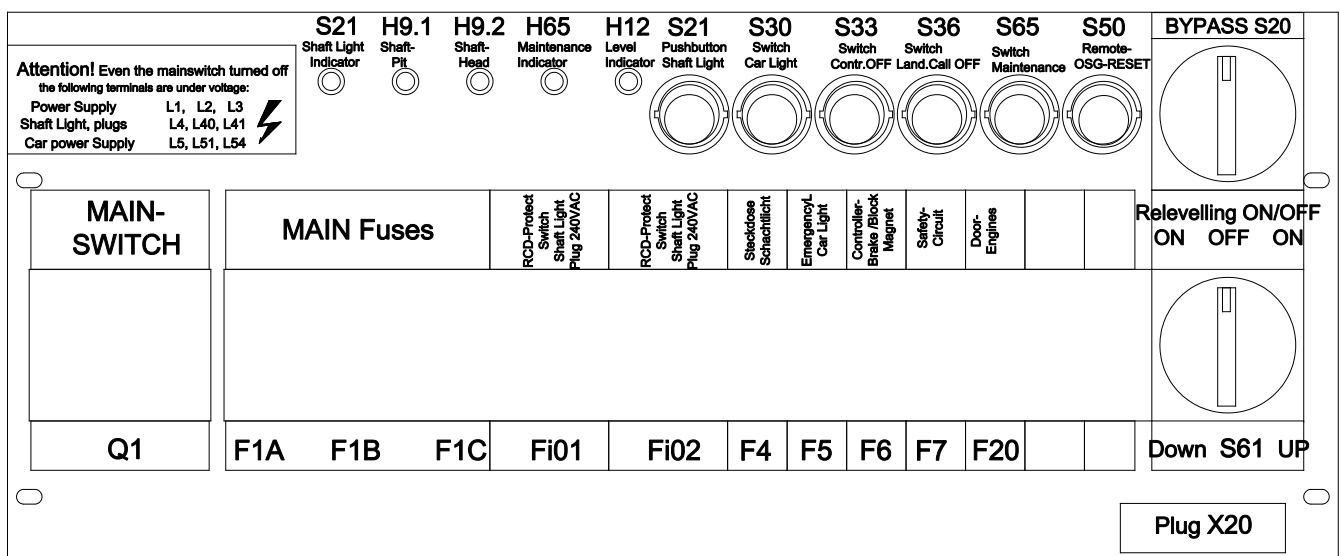 S21 H9.1 H9.2 H65 H12 S21 S30 S33 S36 S65 S50 BYPASS S20
Shaft Light Indicator
Shaft-Pit
Shaft-Head
Maintenance Indicator
Level Indicator
Pushbutton Shaft Light
Switch Car Light
Switch Contr.OFF
Switch Land.Call OFF
Switch Maintenance
Remote-OSG-RESET
Attention! Even the mainswitch turned off
the following terminals are under voltage:
Power Supply L1, L2, L3
Shaft Light, plugs L4, L40, L41
Car power Supply L5, L51, L54
MAIN-
SWITCH
MAIN Fuses
RCD-Protect
Switch
Shaft Light
Plug 240VAC
RCD-Protect
Switch
Shaft Light
Plug 240VAC
Steckdose
Schachtlicht
EmergencyL
Car Light
Controller-
Brake /Block
Magnet
Safety-
Circuit
Door-
Engines
Relevelling ON/OFF
ON OFF ON
Q1 F1A F1B F1C Fi01 Fi02 F4 F5 F6 F7 F20 Down S61 UP
Plug X20